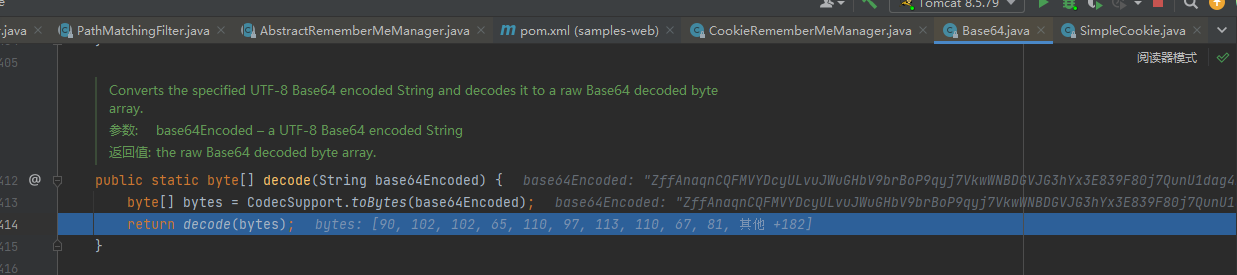 Tomcat 8.5.79
r.java PathMatchingFilter.java AbstractRememberMeManager.java pom.xml (samples-web) CookieRememberMeManager.java Base64.java SimpleCookie.java
405 阅读器模式
Converts the specified UTF-8 Base64 encoded String and decodes it to a raw Base64 decoded byte
array.
参数: base64Encoded – a UTF-8 Base64 encoded String
返回值: the raw Base64 decoded byte array.
412 @ public static byte[] decode(String base64Encoded) { base64Encoded: "ZffAnaqnCQFMVYDcyULvuJWuGHbV9brBoP9qyj7VkwWNBDGVJG3hYx3E839F80j7QunU1dag4
413 byte[] bytes = CodecSupport.toBytes(base64Encoded); base64Encoded: "ZffAnaqnCQFMVYDcyULvuJWuGHbV9brBoP9qyj7VkwWNBDGVJG3hYx3E839F80j7QunU1
414 return decode(bytes); bytes: [90, 102, 102, 65, 110, 97, 113, 110, 67, 81, 其他 +182]
415 }
416